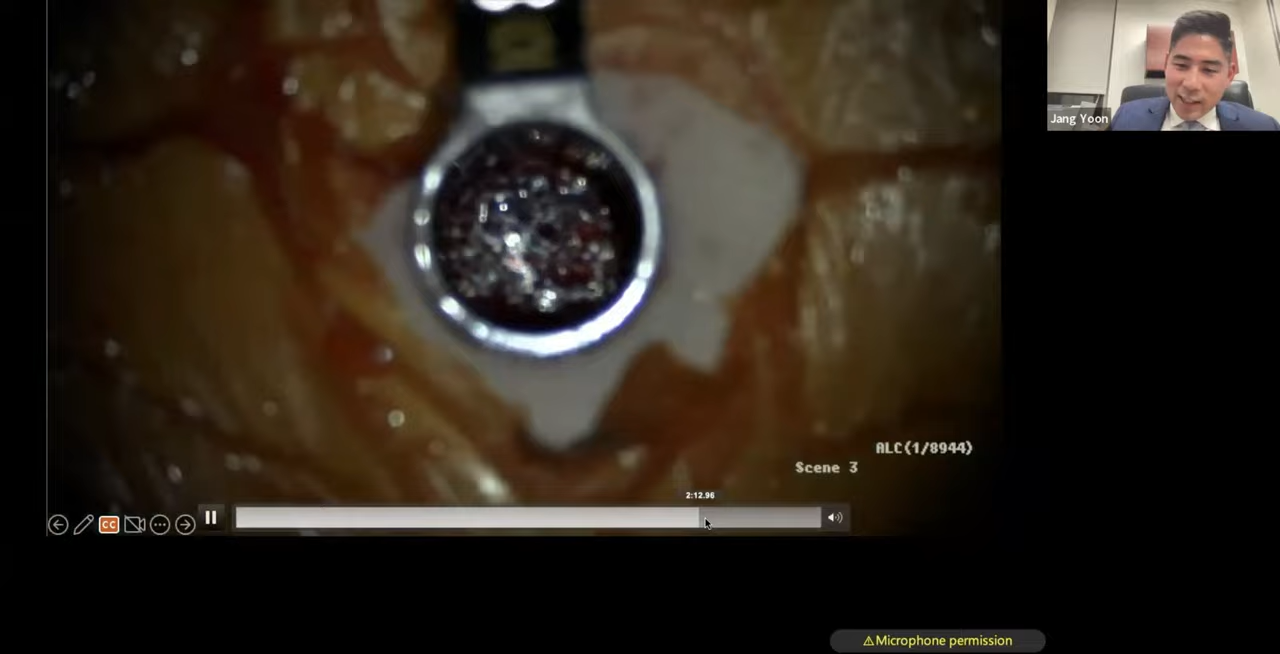 Jang Yoon
ALC(1/8944)
Scene 3
2:12.96
CC
⚠Microphone permission